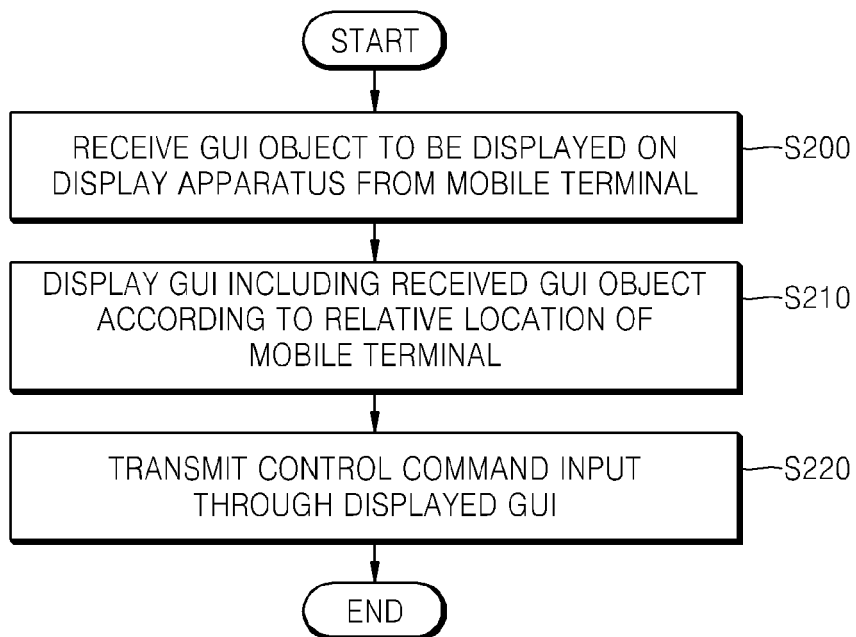 START
RECEIVE GUI OBJECT TO BE DISPLAYED ON
DISPLAY APPARATUS FROM MOBILE TERMINAL
S200
DISPLAY GUI INCLUDING RECEIVED GUI OBJECT
ACCORDING TO RELATIVE LOCATION OF
MOBILE TERMINAL
S210
TRANSMIT CONTROL COMMAND INPUT
THROUGH DISPLAYED GUI
S220
END